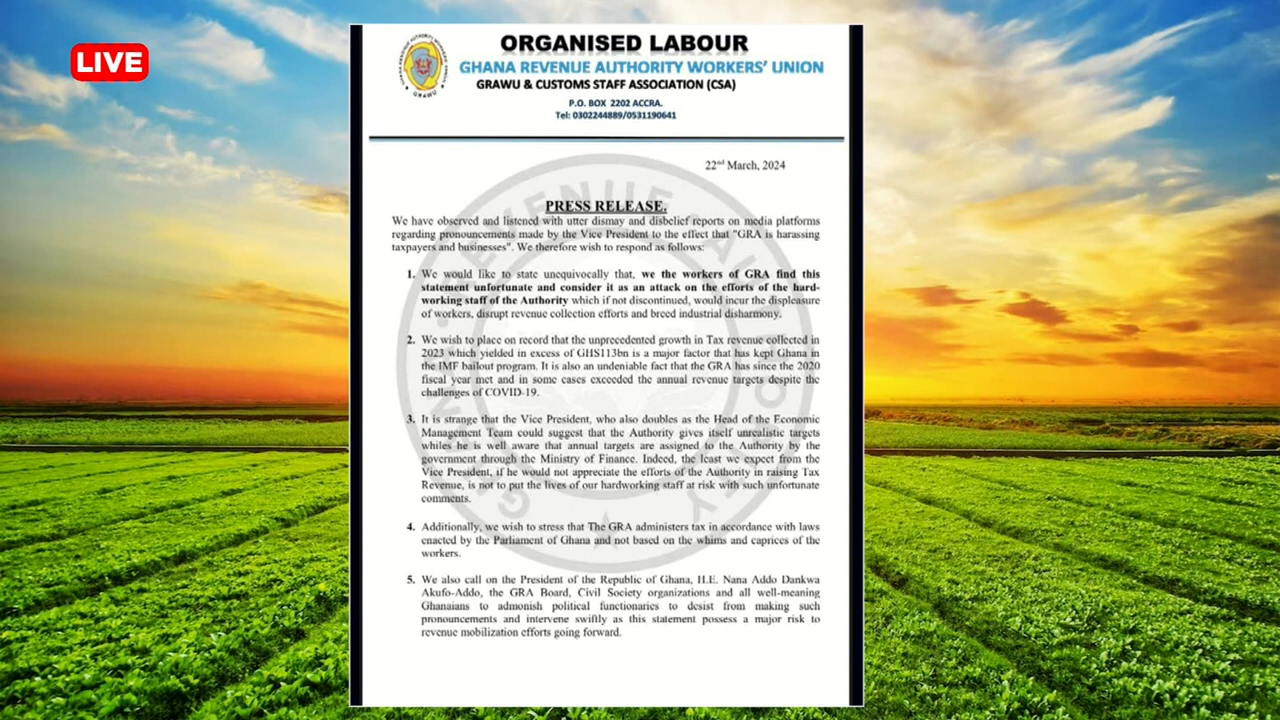 LIVE
ORGANISED LABOUR
GHANA REVENUE AUTHORITY WORKERS' UNION
GRAWU & CUSTOMS STAFF ASSOCIATION (CSA)
P.O. BOX 2202 ACCRA.
Tel: 0302244889/0531190641
GRAWU
22nd March, 2024
PRESS RELEASE.
We have observed and listened with utter dismay and disbelief reports on media platforms
regarding pronouncements made by the Vice President to the effect that "GRA is harassing
taxpayers and businesses". We therefore wish to respond as follows:
1. We would like to state unequivocally that, we the workers of GRA find this
statement unfortunate and consider it as an attack on the efforts of the hard-
working staff of the Authority which if not discontinued, would incur the displeasure
of workers, disrupt revenue collection efforts and breed industrial disharmony.
2. We wish to place on record that the unprecedented growth in Tax revenue collected in
2023 which yielded in excess of GHS113bn is a major factor that has kept Ghana in
the IMF bailout program. It is also an undeniable fact that the GRA has since the 2020
fiscal year met and in some cases exceeded the annual revenue targets despite the
challenges of COVID-19.
3. It is strange that the Vice President, who also doubles as the Head of the Economic
Management Team could suggest that the Authority gives itself unrealistic targets
whiles he is well aware that annual targets are assigned to the Authority by the
government through the Ministry of Finance. Indeed, the least we expect from the
Vice President, if he would not appreciate the efforts of the Authority in raising Tax
Revenue, is not to put the lives of our hardworking staff at risk with such unfortunate
comments.
4. Additionally, we wish to stress that The GRA administers tax in accordance with laws
enacted by the Parliament of Ghana and not based on the whims and caprices of the
workers.
5. We also call on the President of the Republic of Ghana, H.E. Nana Addo Dankwa
Akufo-Addo, the GRA Board, Civil Society organizations and all well-meaning
Ghanaians to admonish political functionaries to desist from making such
pronouncements and intervene swiftly as this statement possess a major risk to
revenue mobilization efforts going forward.